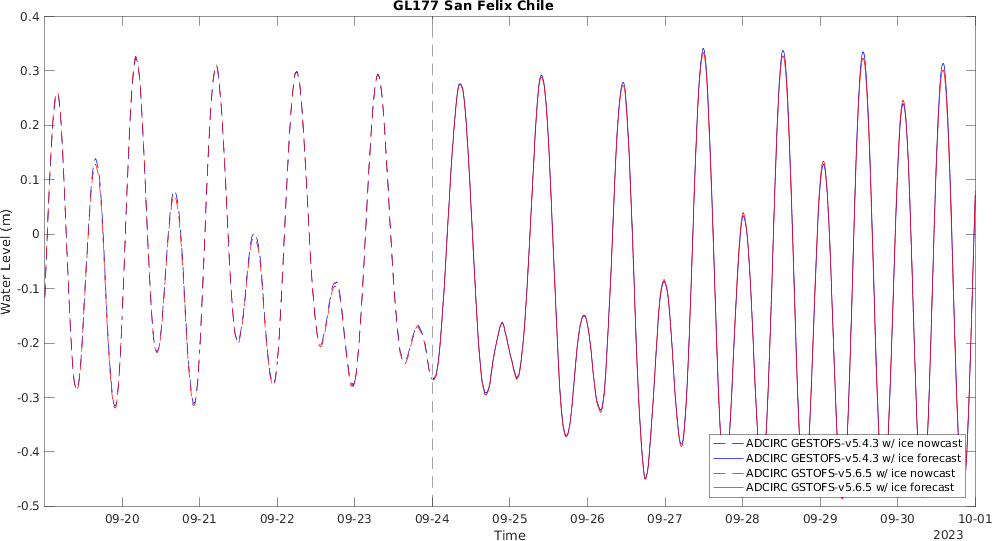 GL177 San Felix Chile
0.4
0.3
0.2
0.1
0
-0.1
-0.2
-0.3
-0.4
-0.5
Water Level (m)
ADCIRC GESTOFS-v5.4.3 w/ ice nowcast
ADCIRC GESTOFS-v5.4.3 w/ ice forecast
ADCIRC GSTOFS-v5.6.5 w/ ice nowcast
ADCIRC GSTOFS-v5.6.5 w/ ice forecast
09-20 09-21 09-22 09-23 09-24 09-25 09-26 09-27 09-28 09-29 09-30 10-01
Time
2023